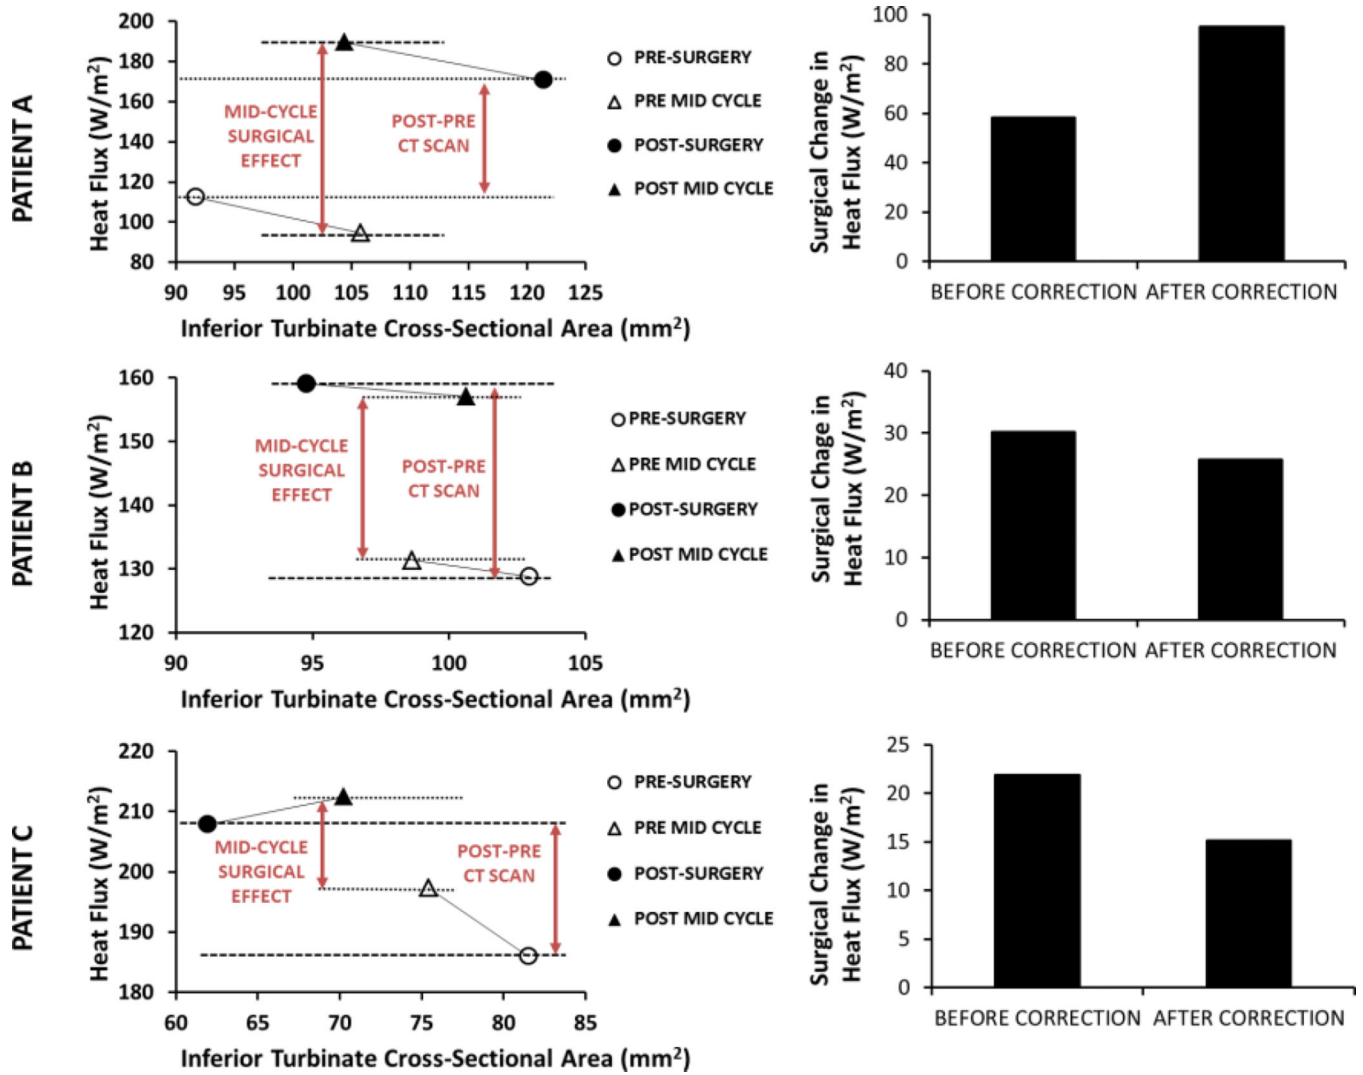 PATIENT A
Heat Flux (W/m²)
200
180
160
140
120
100
80
90 95 100 105 110 115 120 125
Inferior Turbinate Cross-Sectional Area (mm²)
MID-CYCLE
SURGICAL
EFFECT
POST-PRE
CT SCAN
PRE-SURGERY
PRE MID CYCLE
POST-SURGERY
POST MID CYCLE
Surgical Change in
Heat Flux (W/m²)
100
80
60
40
20
0
BEFORE CORRECTION AFTER CORRECTION
PATIENT B
Heat Flux (W/m²)
160
150
140
130
120
90 95 100 105
Inferior Turbinate Cross-Sectional Area (mm²)
MID-CYCLE
SURGICAL
EFFECT
POST-PRE
CT SCAN
PRE-SURGERY
PRE MID CYCLE
POST-SURGERY
POST MID CYCLE
Surgical Chage in
Heat Flux (W/m²)
40
30
20
10
0
BEFORE CORRECTION AFTER CORRECTION
PATIENT C
Heat Flux (W/m²)
220
210
200
190
180
60 65 70 75 80 85
Inferior Turbinate Cross-Sectional Area (mm²)
MID-CYCLE
SURGICAL
EFFECT
POST-PRE
CT SCAN
PRE-SURGERY
PRE MID CYCLE
POST-SURGERY
POST MID CYCLE
Surgical Change in
Heat Flux (W/m²)
25
20
15
10
5
0
BEFORE CORRECTION AFTER CORRECTION